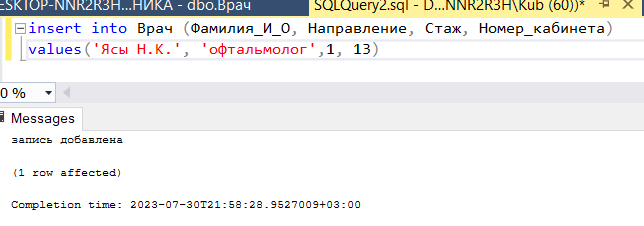 ESKTOP-NNR2R3H...НИКА - dbo.Врач SQLQuery2.sql - D...NNR2R3H\Kub (60))*
insert into Врач (Фамилия_И_О, Направление, Стаж, Номер_кабинета)
values('Ясы Н.К.', 'офтальмолог',1, 13)
0 %
Messages
запись добавлена
(1 row affected)
Completion time: 2023-07-30T21:58:28.9527009+03:00